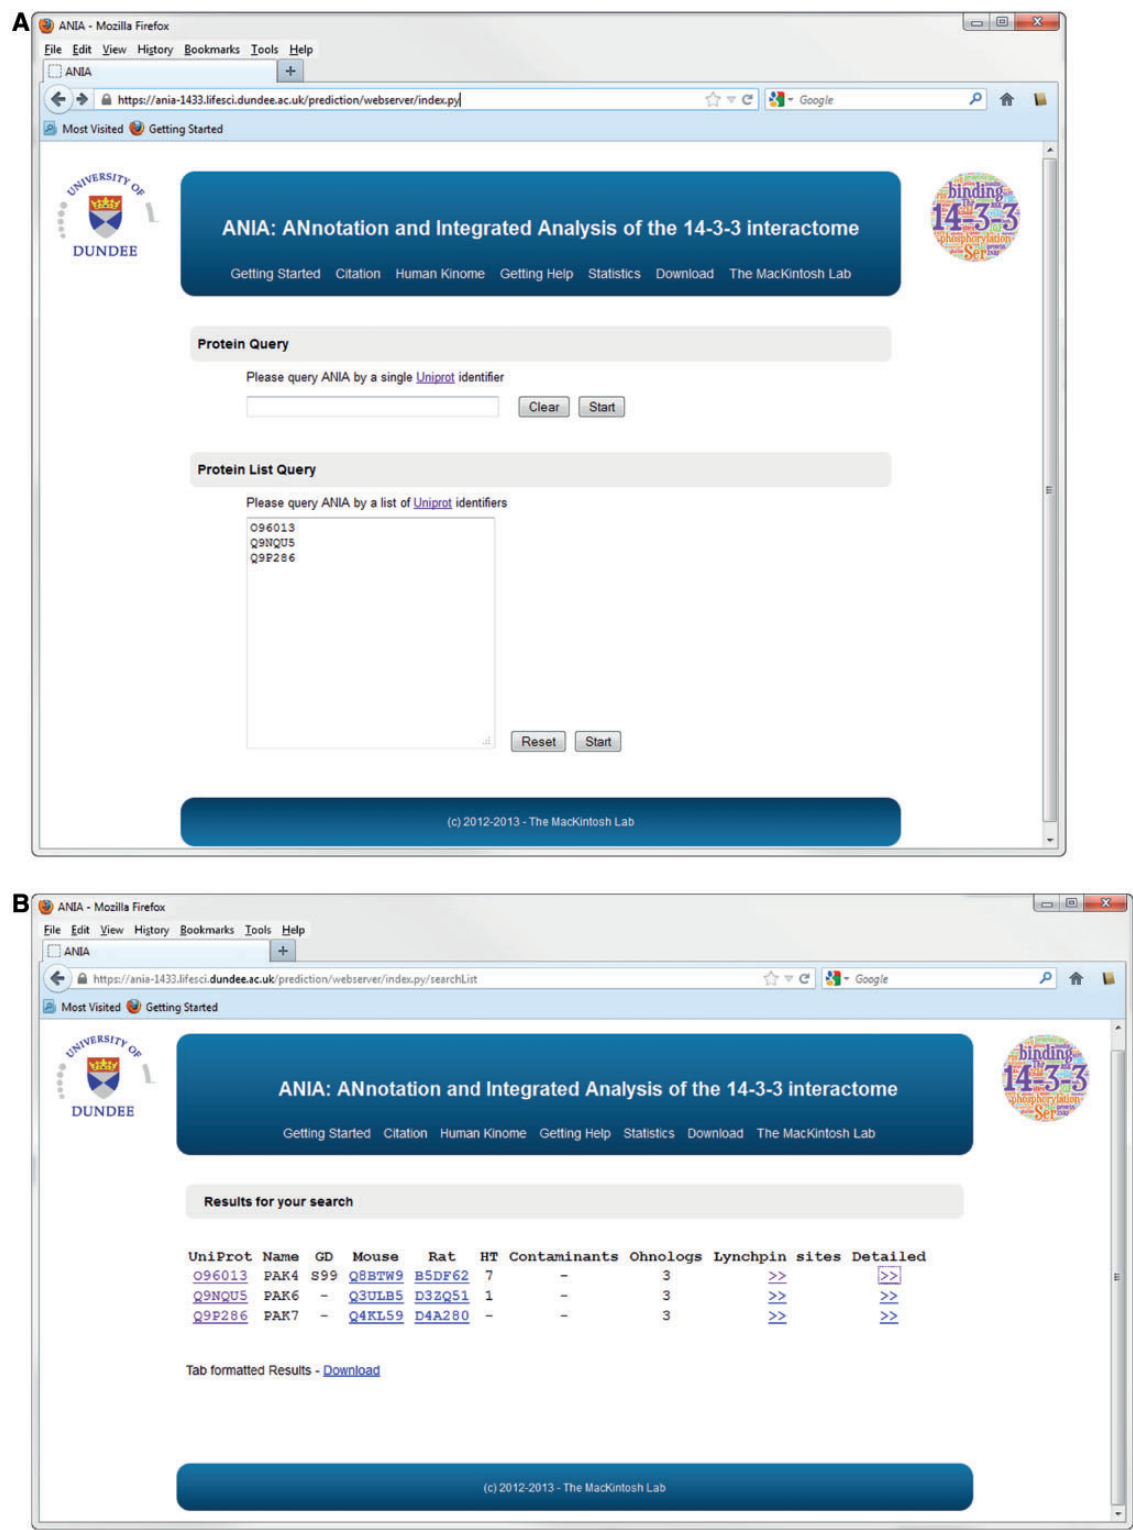 A
ANIA - Mozilla Firefox
File Edit View History Bookmarks Tools Help
ANIA
https://ania-1433.lifesci.dundee.ac.uk/prediction/webserver/index.py
Google
Most Visited Getting Started
UNIVERSITY OF
DUNDEE
binding
14-3-3
phosphorylation
Ser
ANIA: ANnotation and Integrated Analysis of the 14-3-3 interactome
Getting Started Citation Human Kinome Getting Help Statistics Download The MacKintosh Lab
Protein Query
Please query ANIA by a single Uniprot identifier
Clear Start
Protein List Query
Please query ANIA by a list of Uniprot identifiers
O96013
Q9NQU5
Q9P286
Reset Start
(c) 2012-2013 - The MacKintosh Lab
B
ANIA - Mozilla Firefox
File Edit View History Bookmarks Tools Help
ANIA
https://ania-1433.lifesci.dundee.ac.uk/prediction/webserver/index.py/searchList
Google
Most Visited Getting Started
UNIVERSITY OF
DUNDEE
binding
14-3-3
phosphorylation
Ser
ANIA: ANnotation and Integrated Analysis of the 14-3-3 interactome
Getting Started Citation Human Kinome Getting Help Statistics Download The MacKintosh Lab
Results for your search
UniProt Name GD Mouse Rat HT Contaminants Ohnologs Lynchpin sites Detailed
O96013 PAK4 S99 Q8BTW9 B5DF62 7 - 3 >> >>
Q9NQU5 PAK6 - Q3ULB5 D3ZQ51 1 - 3 >> >>
Q9P286 PAK7 - Q4KL59 D4A280 - - 3 >> >>
Tab formatted Results - Download
(c) 2012-2013 - The MacKintosh Lab